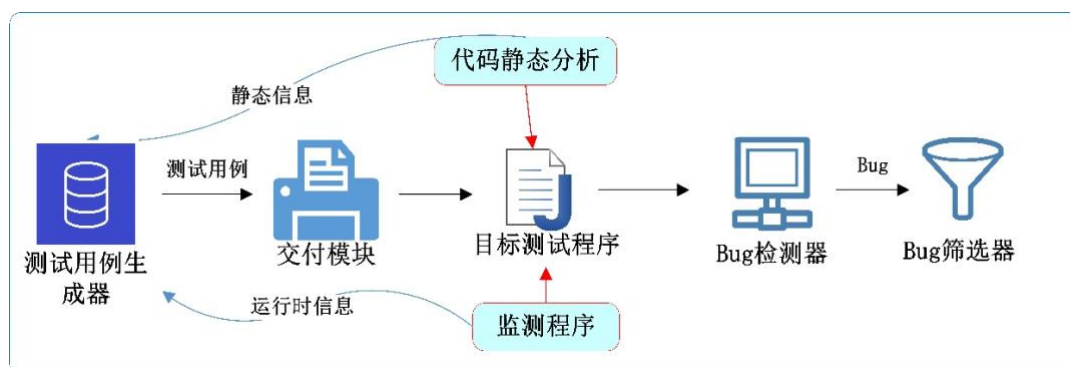 代码静态分析
静态信息
测试用例
Bug
测试用例生
成器
交付模块
目标测试程序
Bug检测器
Bug筛选器
运行时信息
监测程序